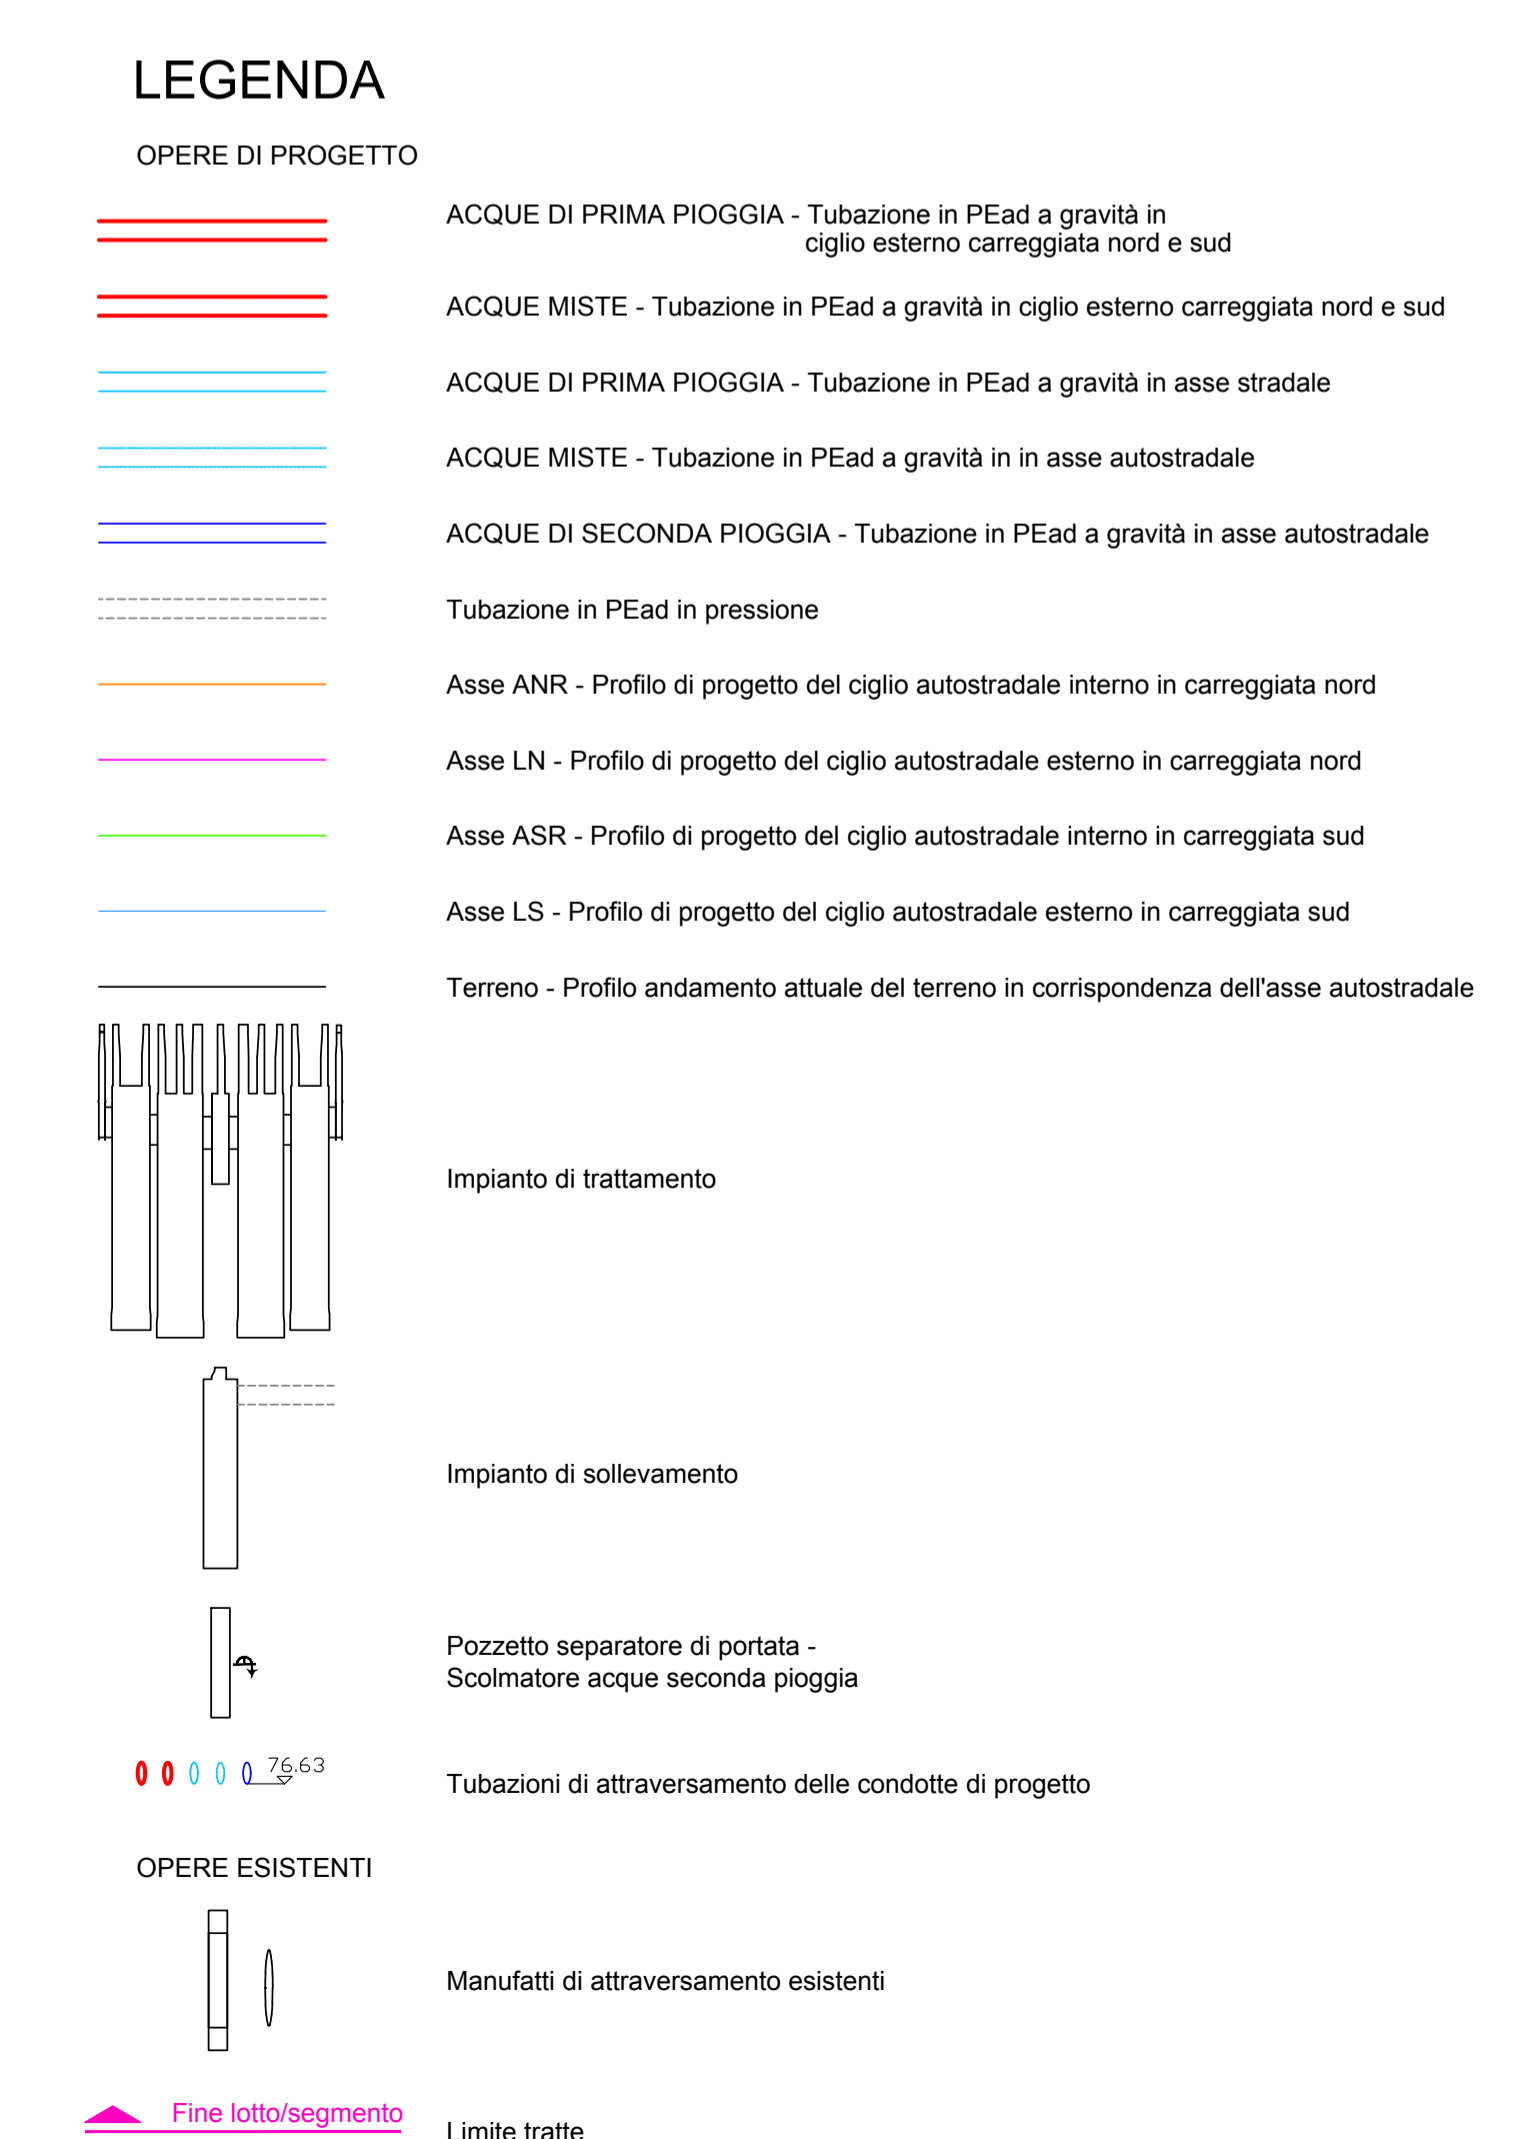 LEGENDA
OPERE DI PROGETTO
ACQUE DI PRIMA PIOGGIA - Tubazione in PEad a gravità in
ciglio esterno carreggiata nord e sud
ACQUE MISTE - Tubazione in PEad a gravità in ciglio esterno carreggiata nord e sud
ACQUE DI PRIMA PIOGGIA - Tubazione in PEad a gravità in asse stradale
ACQUE MISTE - Tubazione in PEad a gravità in in asse autostradale
ACQUE DI SECONDA PIOGGIA - Tubazione in PEad a gravità in asse autostradale
Tubazione in PEad in pressione
Asse ANR - Profilo di progetto del ciglio autostradale interno in carreggiata nord
Asse LN - Profilo di progetto del ciglio autostradale esterno in carreggiata nord
Asse ASR - Profilo di progetto del ciglio autostradale interno in carreggiata sud
Asse LS - Profilo di progetto del ciglio autostradale esterno in carreggiata sud
Terreno - Profilo andamento attuale del terreno in corrispondenza dell'asse autostradale
Impianto di trattamento
Impianto di sollevamento
Pozzetto separatore di portata -
Scolmatore acque seconda pioggia
76.63
Tubazioni di attraversamento delle condotte di progetto
OPERE ESISTENTI
Manufatti di attraversamento esistenti
Fine lotto/segmento
Limite tratte